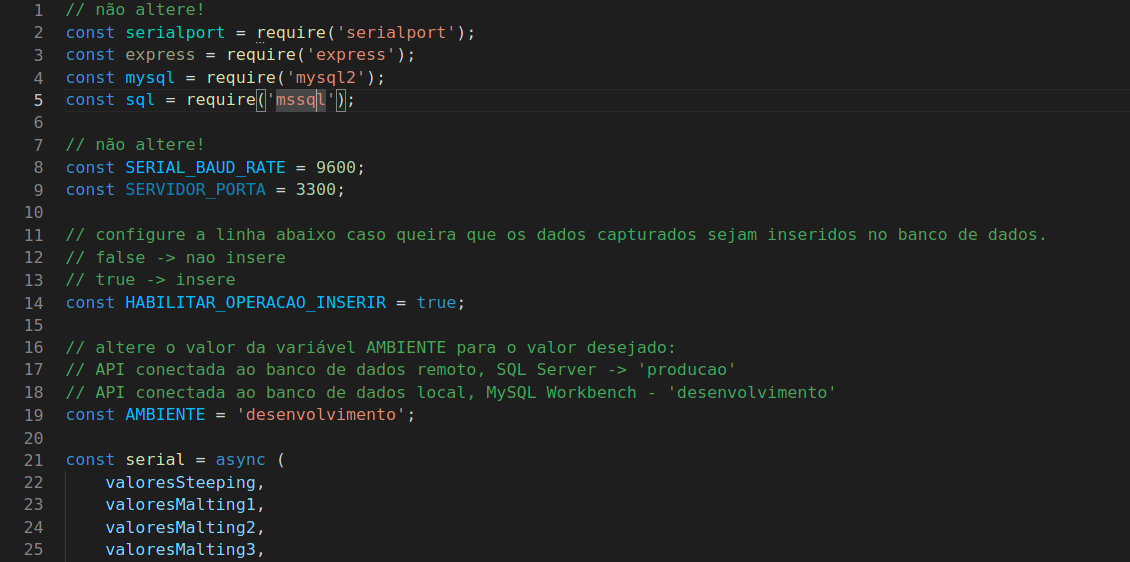 1 // não altere!
2 const serialport = require('serialport');
3 const express = require('express');
4 const mysql = require('mysql2');
5 const sql = require('mssql');
6
7 // não altere!
8 const SERIAL_BAUD_RATE = 9600;
9 const SERVIDOR_PORTA = 3300;
10
11 // configure a linha abaixo caso queira que os dados capturados sejam inseridos no banco de dados.
12 // false -> nao insere
13 // true -> insere
14 const HABILITAR_OPERACAO_INSERIR = true;
15
16 // altere o valor da variável AMBIENTE para o valor desejado:
17 // API conectada ao banco de dados remoto, SQL Server -> 'producao'
18 // API conectada ao banco de dados local, MySQL Workbench - 'desenvolvimento'
19 const AMBIENTE = 'desenvolvimento';
20
21 const serial = async (
22 valoresSteeping,
23 valoresMalting1,
24 valoresMalting2,
25 valoresMalting3,